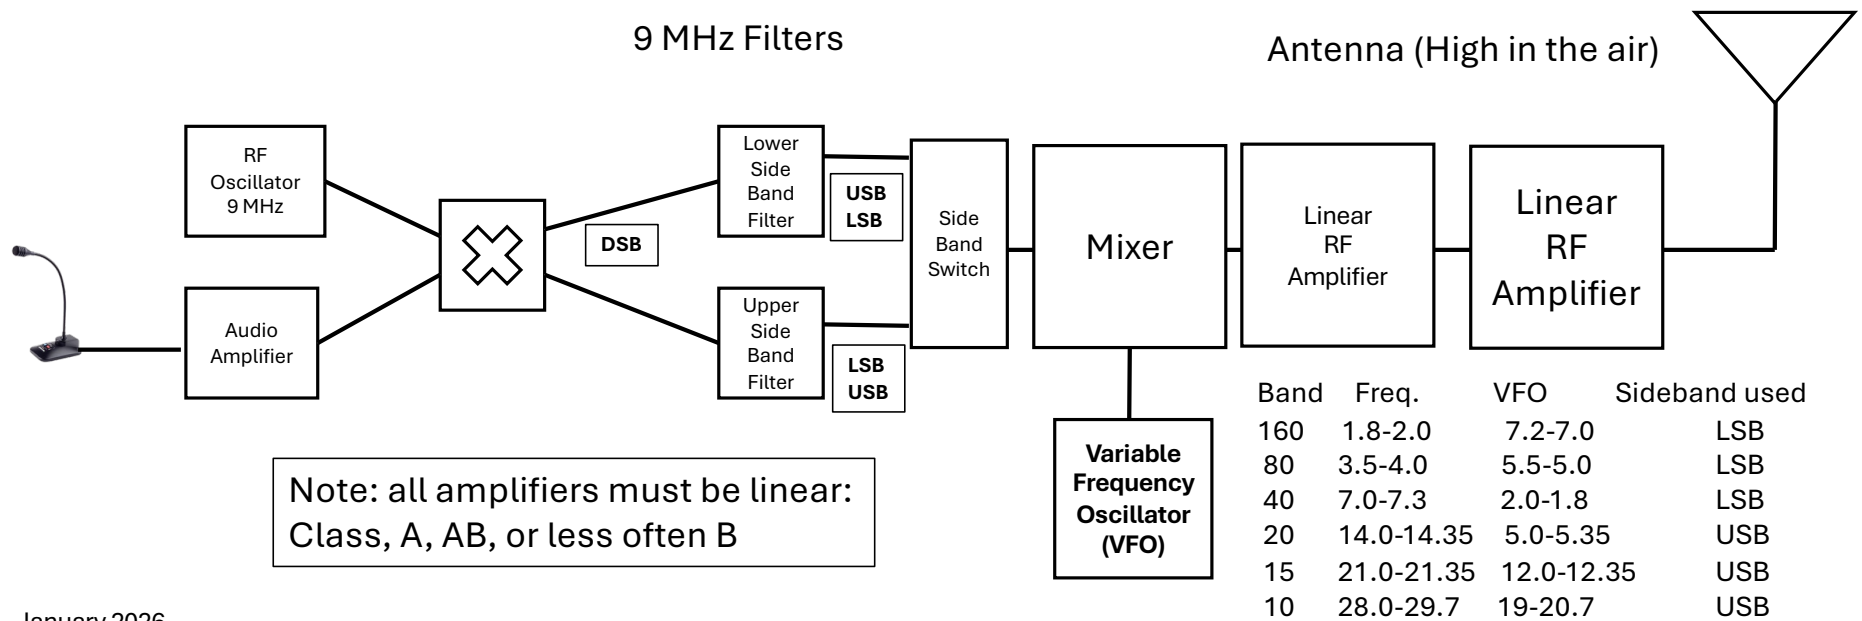 9 MHz Filters
Antenna (High in the air)
RF
Oscillator
9 MHz
Audio
Amplifier
DSB
Lower
Side
Band
Filter
USB
LSB
Upper
Side
Band
Filter
LSB
USB
Side
Band
Switch
Mixer
Linear
RF
Amplifier
Linear
RF
Amplifier
Variable
Frequency
Oscillator
(VFO)
Note: all amplifiers must be linear:
Class, A, AB, or less often B
Band Freq. VFO Sideband used
160 1.8-2.0 7.2-7.0 LSB
80 3.5-4.0 5.5-5.0 LSB
40 7.0-7.3 2.0-1.8 LSB
20 14.0-14.35 5.0-5.35 USB
15 21.0-21.35 12.0-12.35 USB
10 28.0-29.7 19-20.7 USB
January 2026